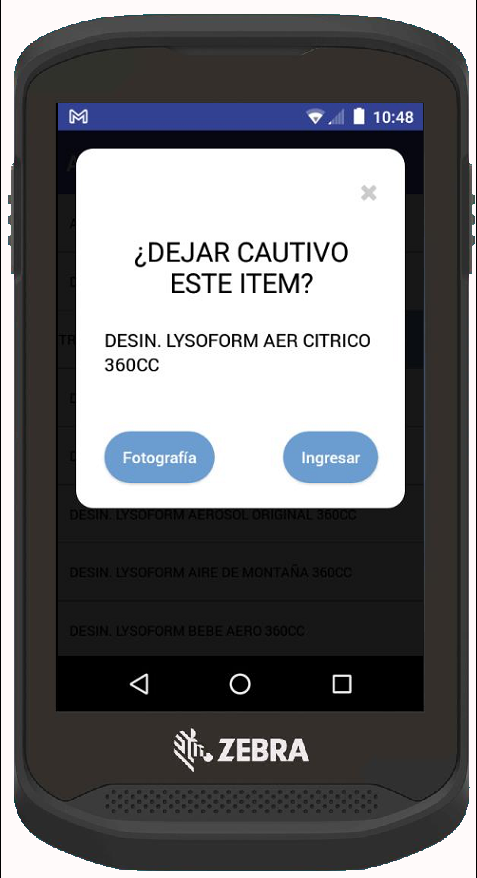 10:48
¿DEJAR CAUTIVO
ESTE ITEM?
DESIN. LYSOFORM AER CITRICO
360CC
Fotografía
Ingresar
DESIN. LYSOFORM AEROSOL ORIGINAL 360CC
DESIN. LYSOFORM AIRE DE MONTAÑA 360CC
DESIN. LYSOFORM BEBE AERO 360CC
ZEBRA